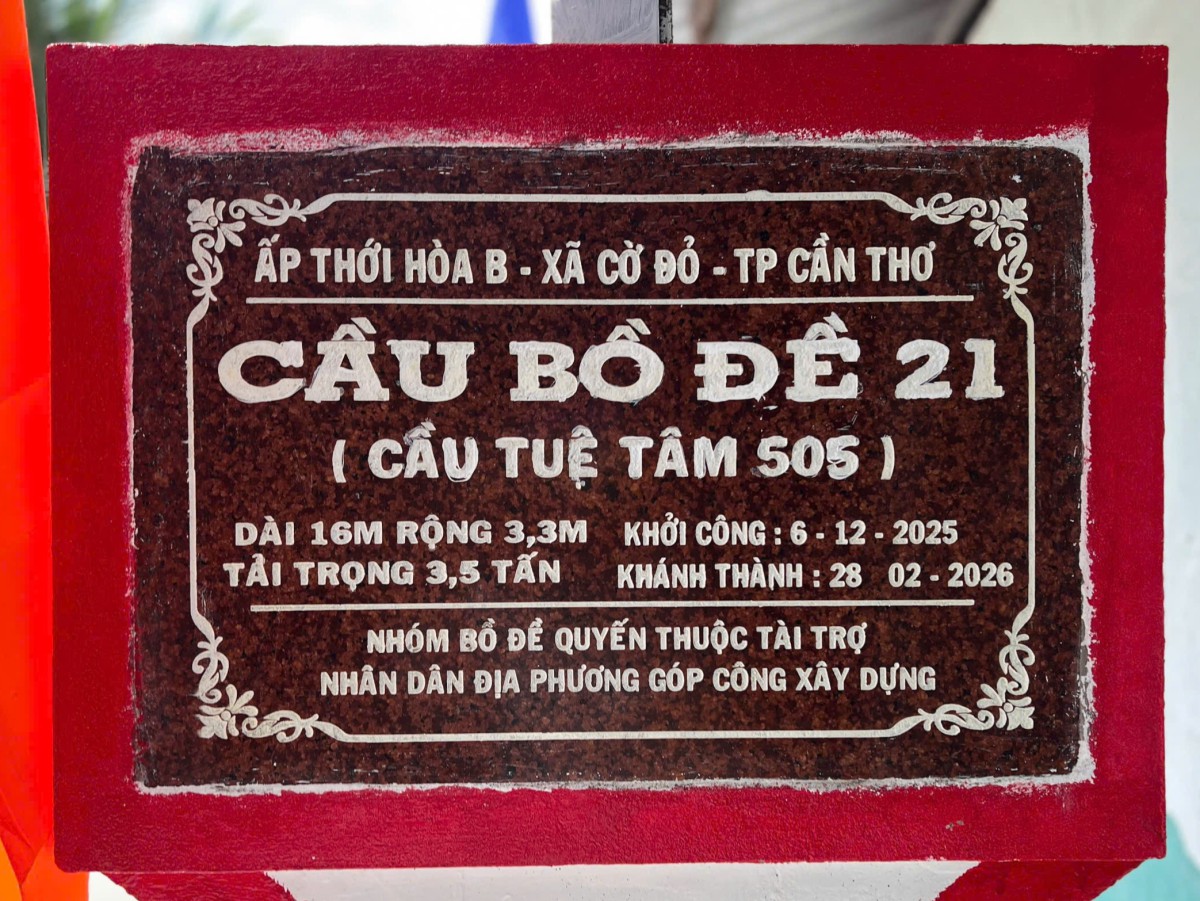 ẤP THỚI HÒA B - XÃ CỜ ĐỎ - TP CẦN THƠ
CẦU BỒ ĐỀ 21
( CẦU TUỆ TÂM 505 )
DÀI 16M RỘNG 3,3M KHỞI CÔNG : 6 - 12 - 2025
TẢI TRỌNG 3,5 TẤN KHÁNH THÀNH : 28 02 - 2026
NHÓM BỒ ĐỀ QUYẾN THUỘC TÀI TRỢ
NHÂN DÂN ĐỊA PHƯƠNG GÓP CÔNG XÂY DỰNG